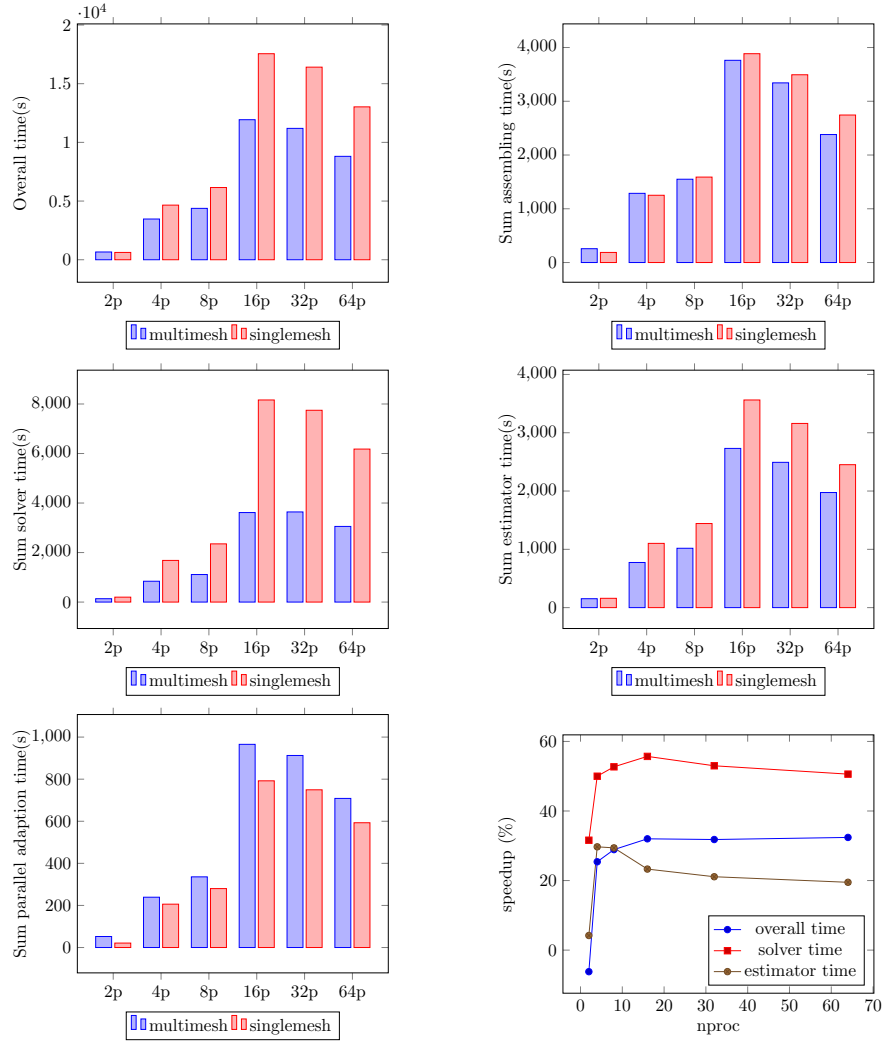 ·10⁴
2
1.5
1
0.5
0
Overall time(s)
2p 4p 8p 16p 32p 64p
multimesh singlemesh
4,000
3,000
2,000
1,000
0
Sum assembling time(s)
2p 4p 8p 16p 32p 64p
multimesh singlemesh
8,000
6,000
4,000
2,000
0
Sum solver time(s)
2p 4p 8p 16p 32p 64p
multimesh singlemesh
4,000
3,000
2,000
1,000
0
Sum estimator time(s)
2p 4p 8p 16p 32p 64p
multimesh singlemesh
1,000
800
600
400
200
0
Sum parallel adaption time(s)
2p 4p 8p 16p 32p 64p
multimesh singlemesh
60
40
20
0
speedup (%)
overall time
solver time
estimator time
0 10 20 30 40 50 60 70
nproc